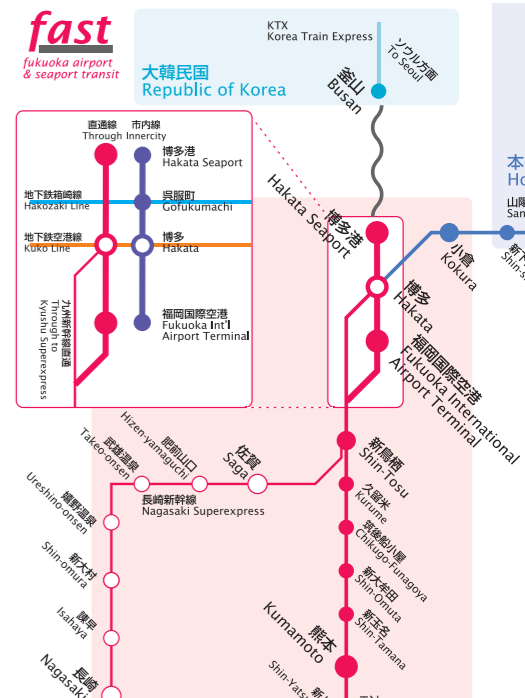 fast
fukuoka airport
& seaport transit
KTX
Korea Train Express
ソウル方面
To Seoul
大韓民国
Republic of Korea
釜山
Busan
直通線
Through
市内線
Innercity
博多港
Hakata Seaport
地下鉄箱崎線
Hakozaki Line
呉服町
Gofukumachi
地下鉄空港線
Kuko Line
博多
Hakata
九州新幹線直通
Through to
Kyushu Superexpress
福岡国際空港
Fukuoka Int'l
Airport Terminal
博多港
Hakata Seaport
小倉
Kokura
博多
Hakata
福岡国際空港
Fukuoka International
Airport Terminal
新鳥栖
Shin-Tosu
佐賀
Saga
肥前山口
Hizen-yamaguchi
武雄温泉
Takeo-onsen
長崎新幹線
Nagasaki Superexpress
嬉野温泉
Ureshino-onsen
新大村
Shin-omura
諫早
Isahaya
長崎
Nagasaki
久留米
Kurume
筑後船小屋
Chikugo-Funagoya
新大牟田
Shin-Omuta
新玉名
Shin-Tamana
熊本
Kumamoto